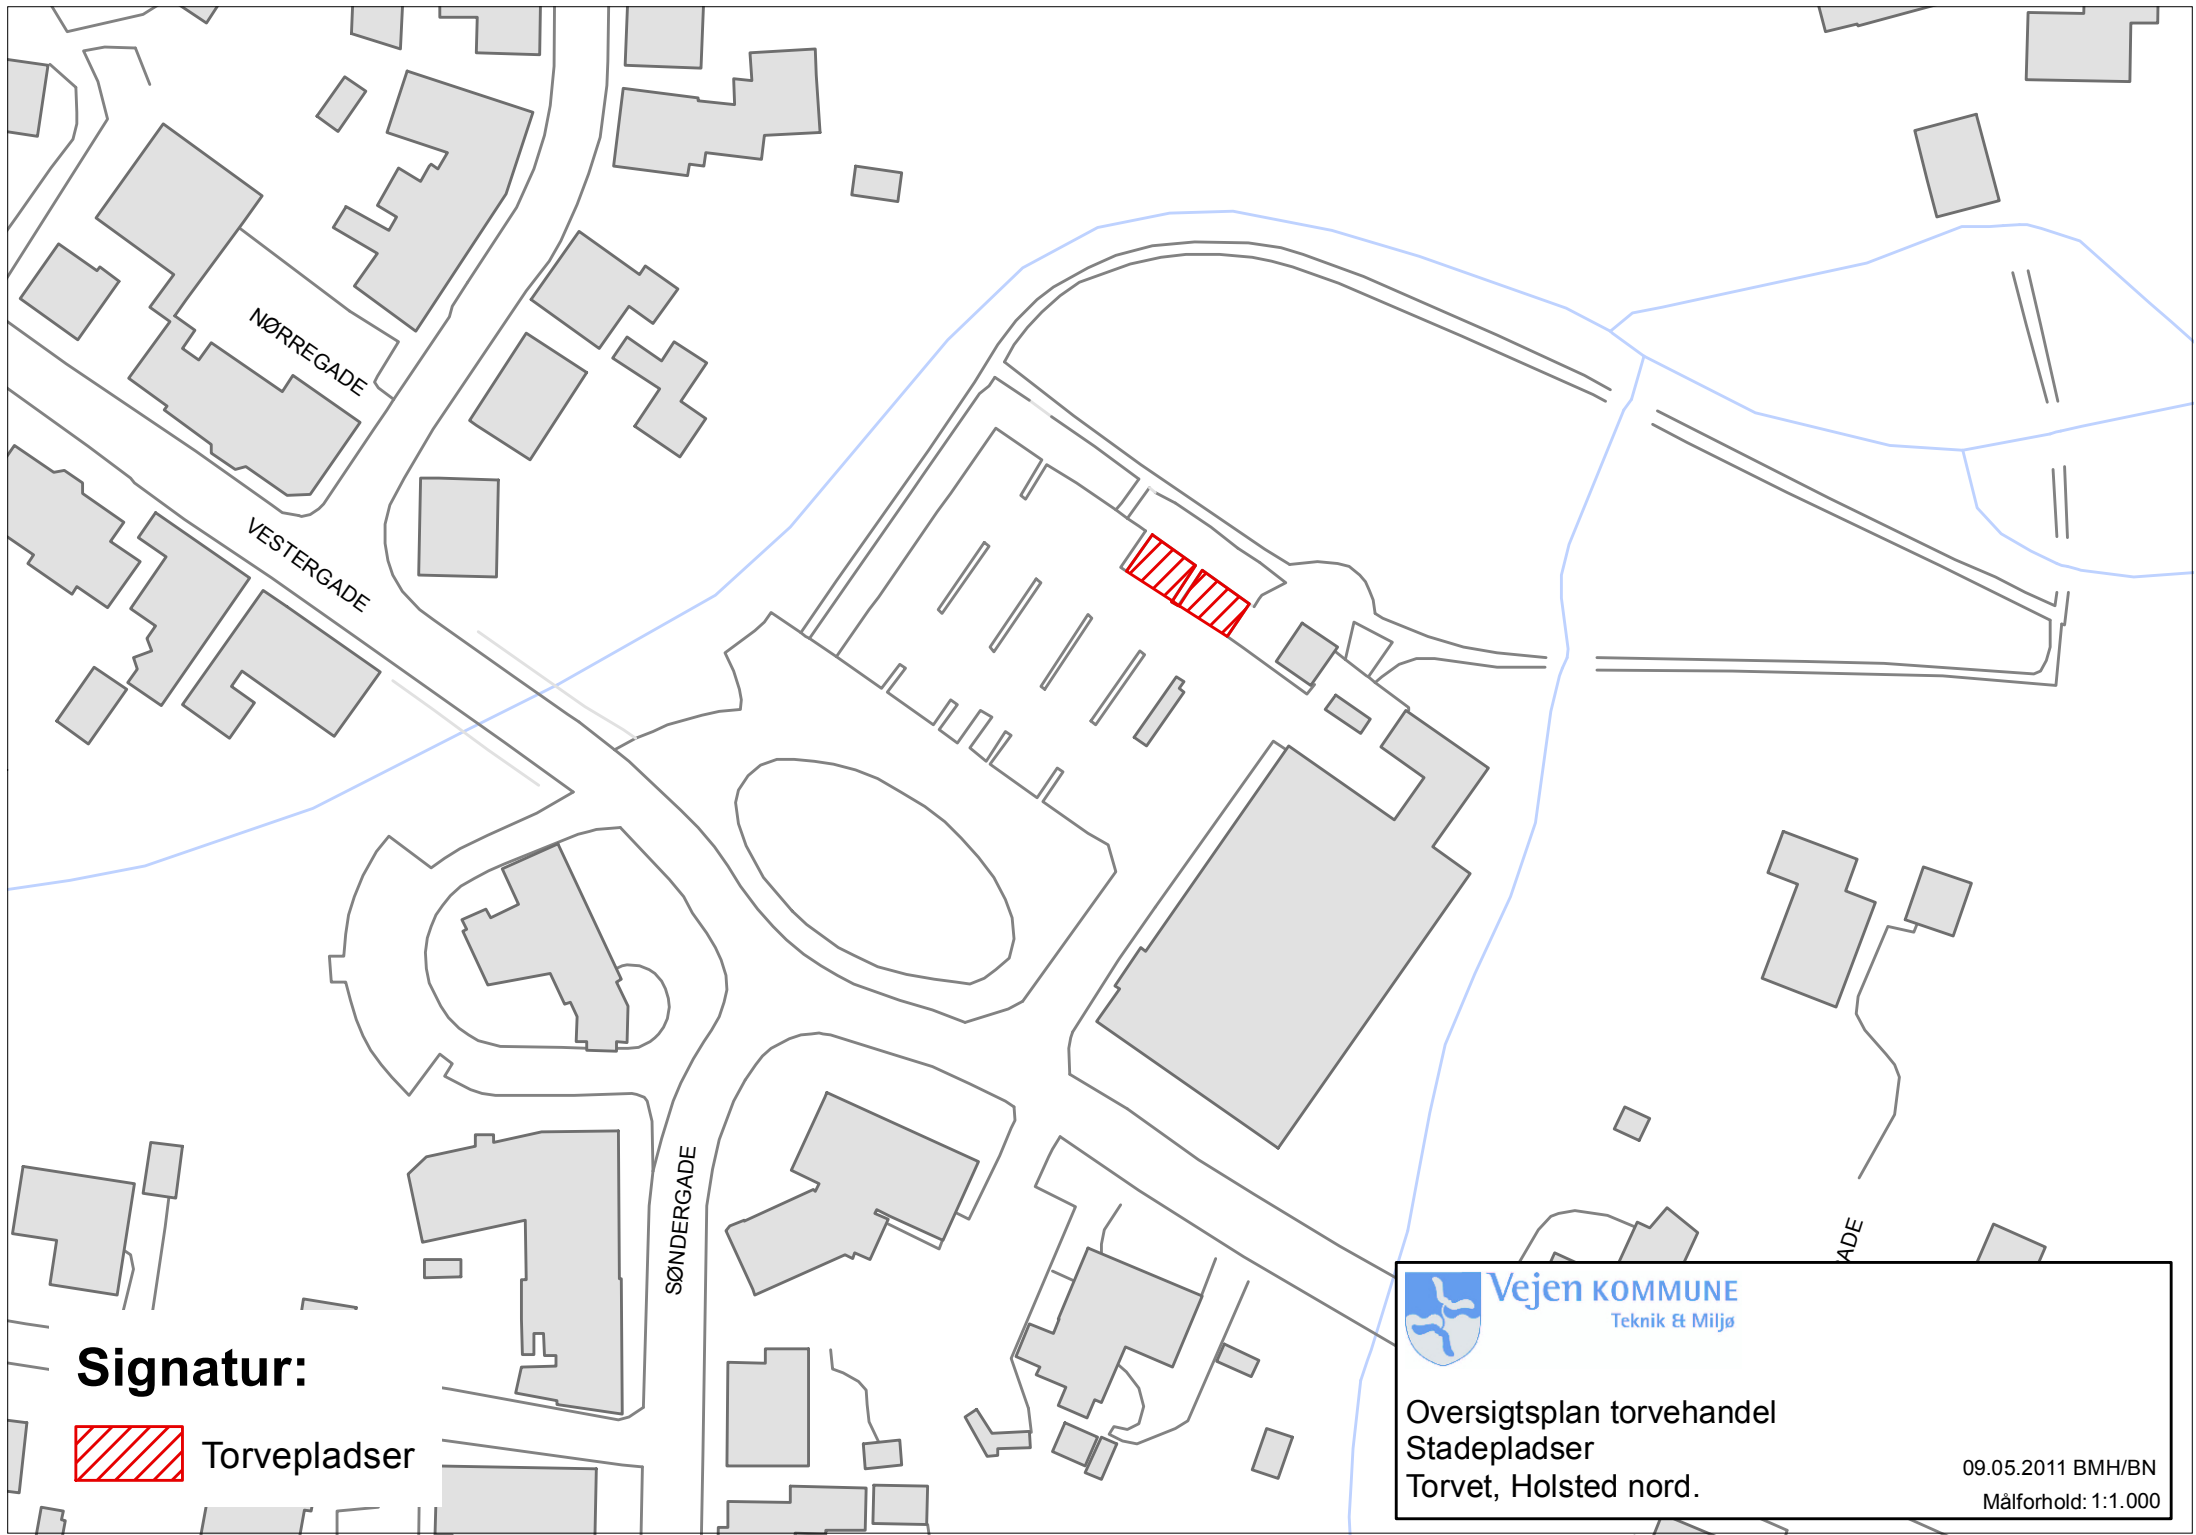 NØRREGADE
VESTERGADE
SØNDERGADE
ADE
Signatur:
Torvepladser
Vejen KOMMUNE
Teknik & Miljø
Oversigtsplan torvehandel
Stadepladser
Torvet, Holsted nord.
09.05.2011 BMH/BN
Målforhold: 1:1.000